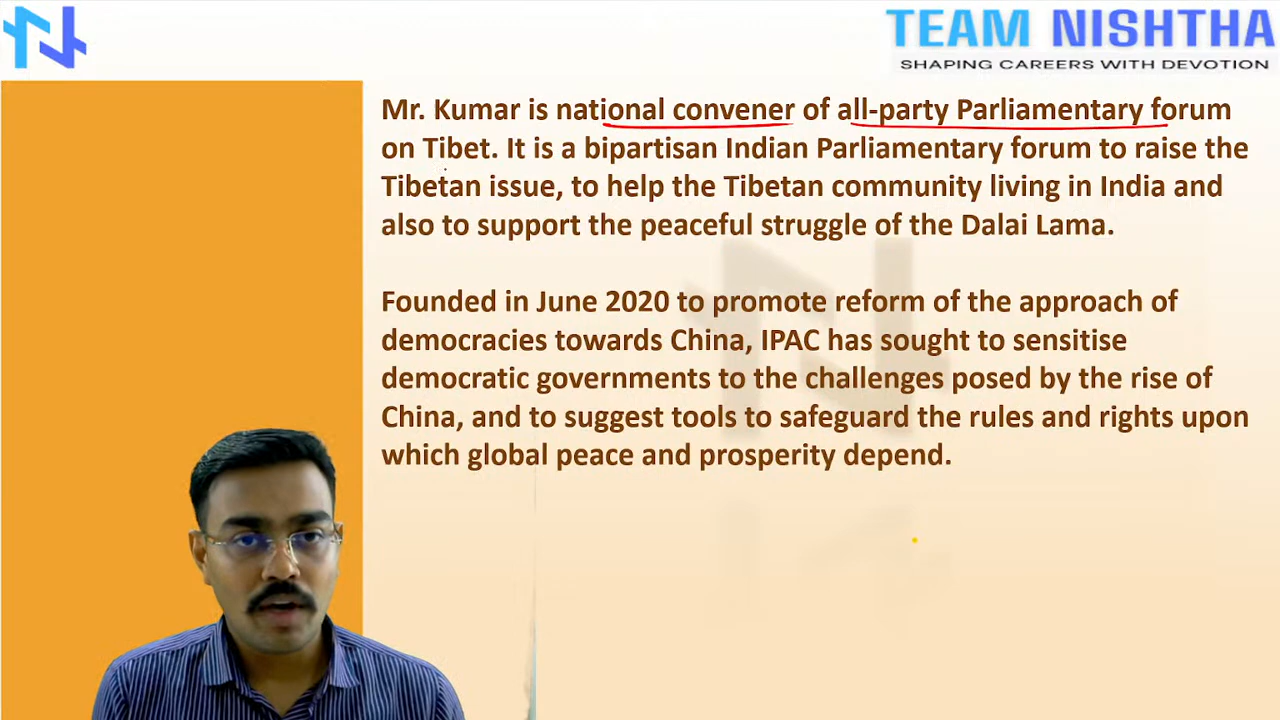 TEAM NISHTHA
SHAPING CAREERS WITH DEVOTION
Mr. Kumar is national convener of all-party Parliamentary forum
on Tibet. It is a bipartisan Indian Parliamentary forum to raise the
Tibetan issue, to help the Tibetan community living in India and
also to support the peaceful struggle of the Dalai Lama.
Founded in June 2020 to promote reform of the approach of
democracies towards China, IPAC has sought to sensitise
democratic governments to the challenges posed by the rise of
China, and to suggest tools to safeguard the rules and rights upon
which global peace and prosperity depend.